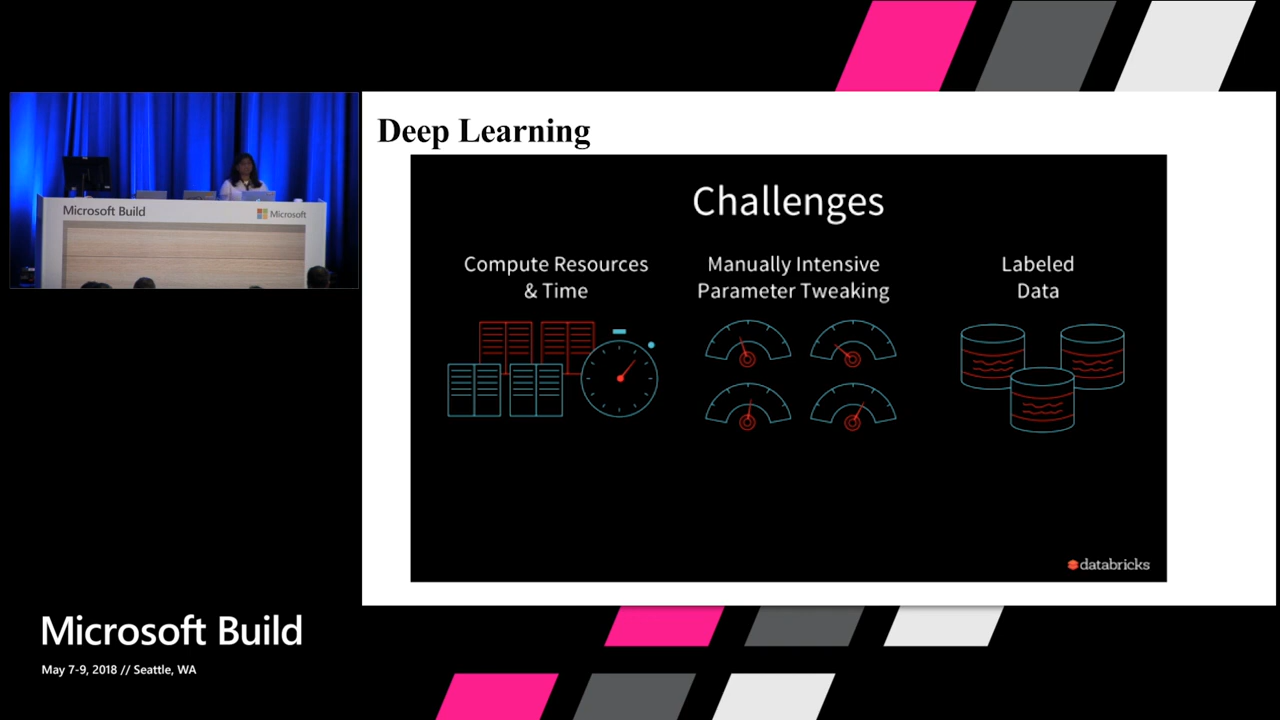 Deep Learning
Challenges
Compute Resources
& Time
Manually Intensive
Parameter Tweaking
Labeled
Data
databricks
Microsoft Build
Microsoft
Microsoft Build
May 7-9, 2018 // Seattle, WA